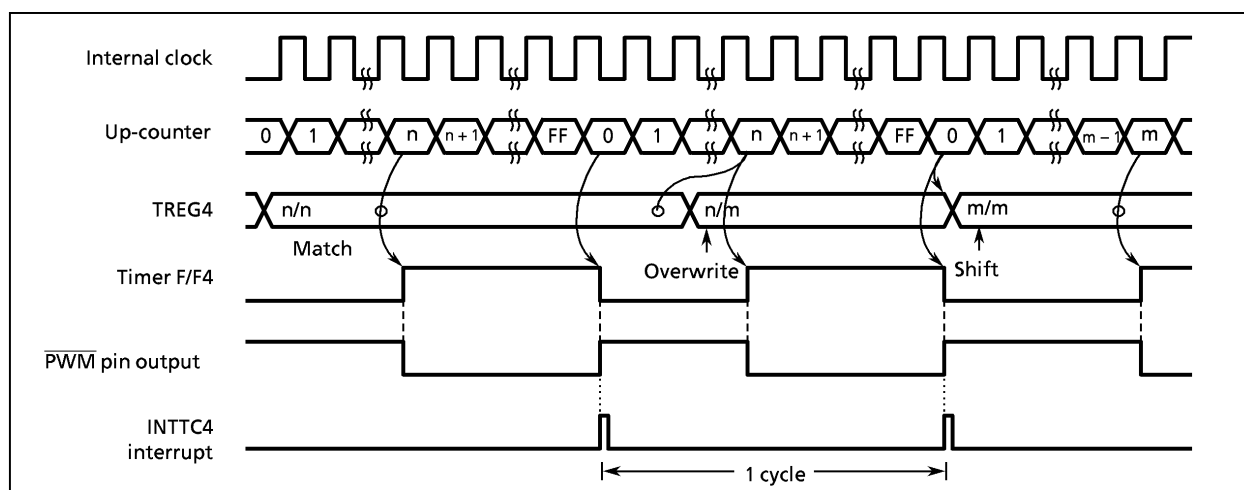 Internal clock
Up-counter
0 1 n n + 1 FF 0 1 n n + 1 FF 0 1 m – 1 m
TREG4
n/n n/m m/m
Match
Overwrite
Shift
Timer F/F4
PWM pin output
INTTC4
interrupt
1 cycle